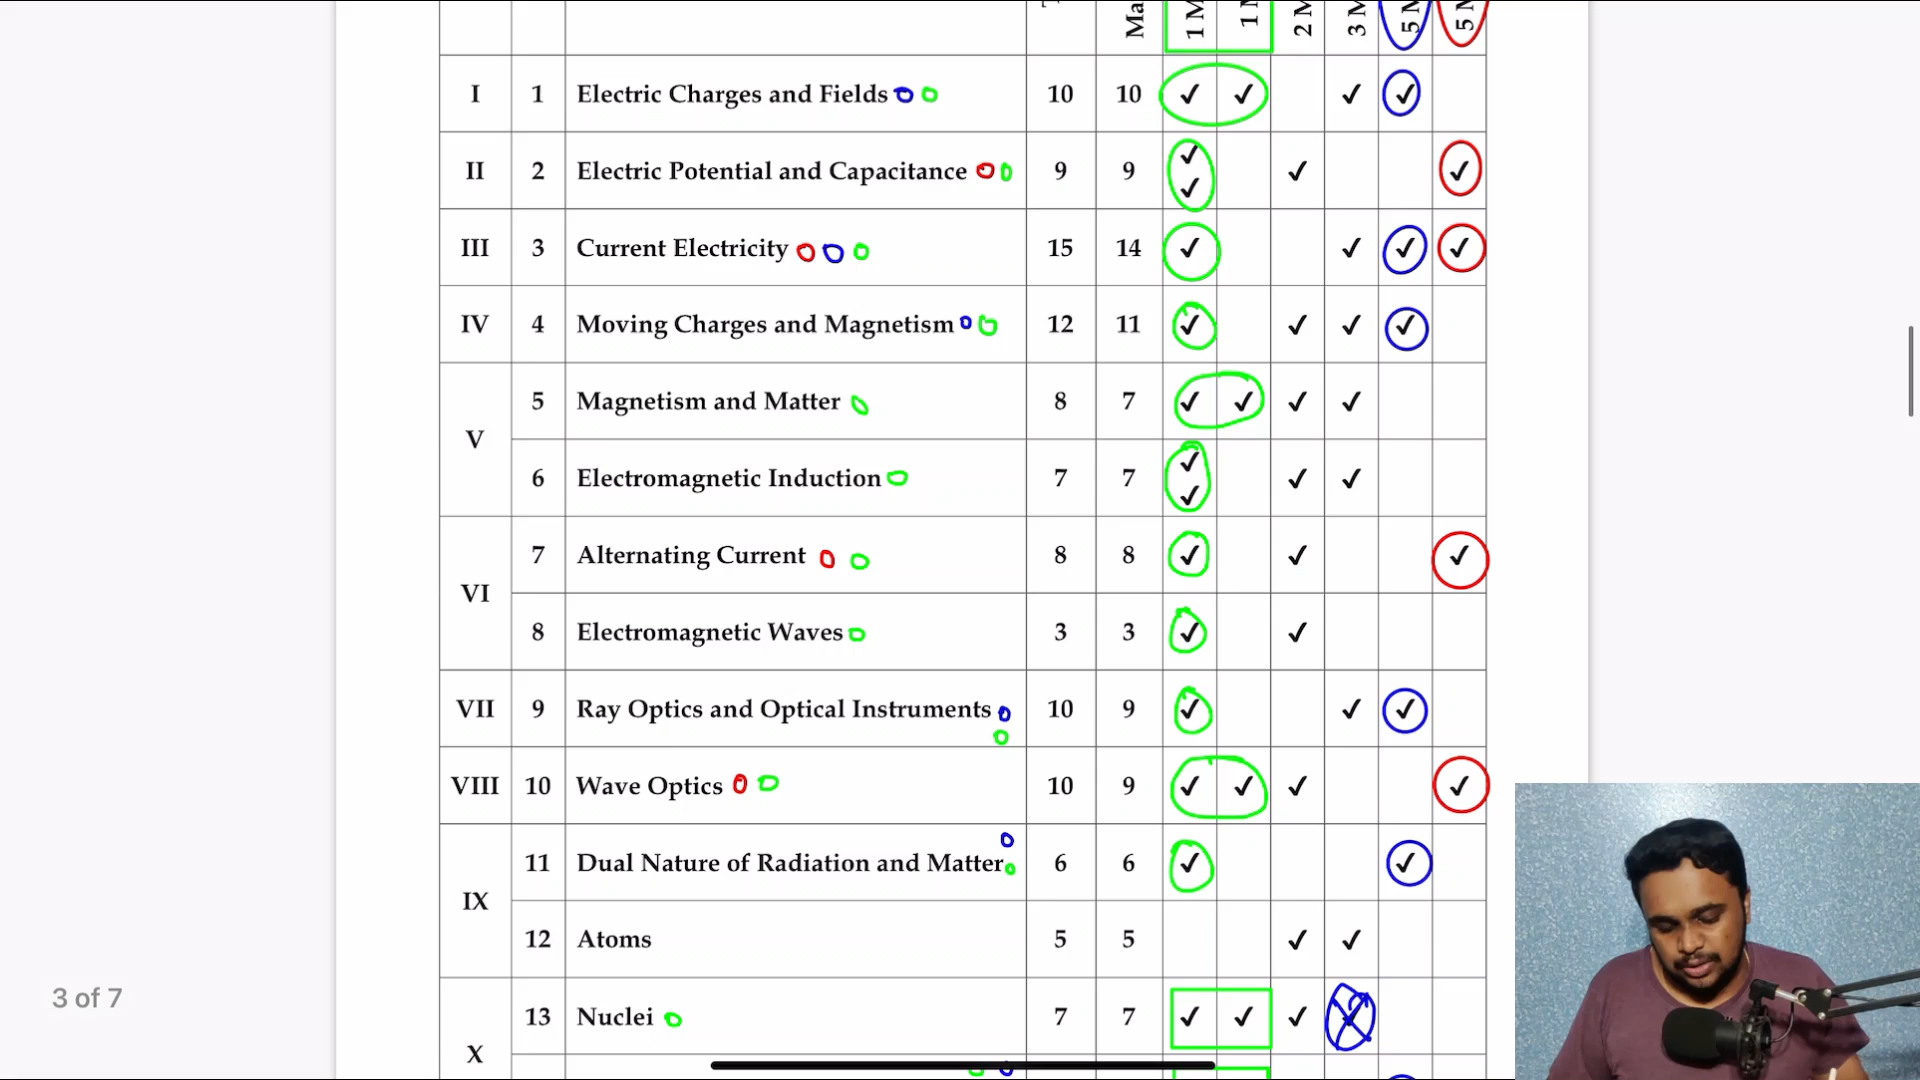 Ma 1 M 1 M 2 M 3 M 5 M 5 M
I 1 Electric Charges and Fields 10 10 ✓ ✓ ✓ ✓
II 2 Electric Potential and Capacitance 9 9 ✓ ✓ ✓ ✓
III 3 Current Electricity 15 14 ✓ ✓ ✓ ✓
IV 4 Moving Charges and Magnetism 12 11 ✓ ✓ ✓ ✓
V 5 Magnetism and Matter 8 7 ✓ ✓ ✓ ✓
6 Electromagnetic Induction 7 7 ✓ ✓ ✓ ✓
VI 7 Alternating Current 8 8 ✓ ✓ ✓
8 Electromagnetic Waves 3 3 ✓ ✓
VII 9 Ray Optics and Optical Instruments 10 9 ✓ ✓ ✓
VIII 10 Wave Optics 10 9 ✓ ✓ ✓ ✓
IX 11 Dual Nature of Radiation and Matter 6 6 ✓ ✓
12 Atoms 5 5 ✓ ✓
X 13 Nuclei 7 7 ✓ ✓ ✓ ✓
3 of 7